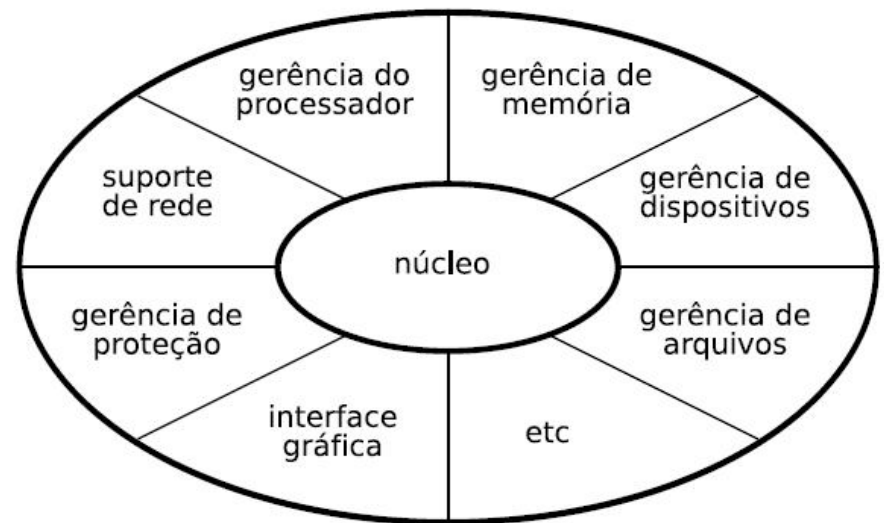 gerência do
processador
gerência de
memória
suporte
de rede
gerência de
dispositivos
núcleo
gerência de
proteção
gerência de
arquivos
interface
gráfica
etc